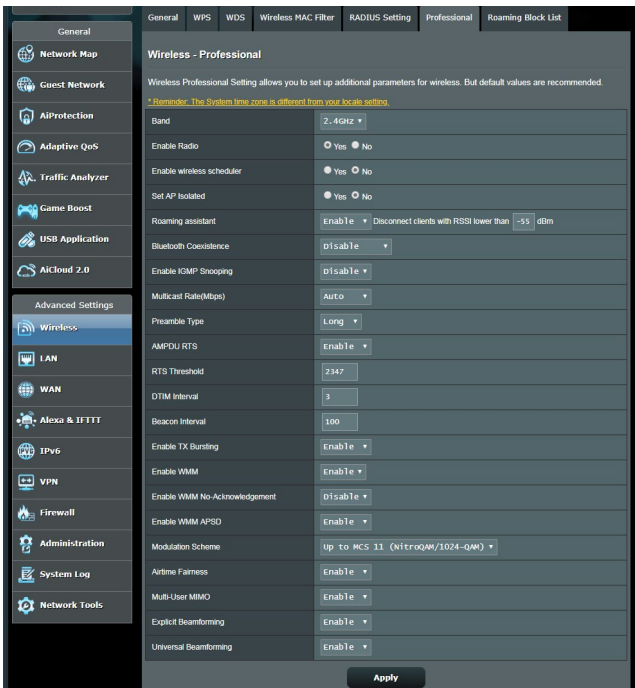 General WPS WDS Wireless MAC Filter RADIUS Setting Professional Roaming Block List
General
Network Map
Guest Network
AiProtection
Adaptive QoS
Traffic Analyzer
Game Boost
USB Application
AiCloud 2.0
Advanced Settings
Wireless
LAN
WAN
Alexa & IFTTT
IPv6
VPN
Firewall
Administration
System Log
Network Tools
Wireless - Professional
Wireless Professional Setting allows you to set up additional parameters for wireless. But default values are recommended.
* Reminder: The System time zone is different from your locale setting.
Band 2.4GHz
Enable Radio Yes No
Enable wireless scheduler Yes No
Set AP Isolated Yes No
Roaming assistant Enable Disconnect clients with RSSI lower than -55 dBm
Bluetooth Coexistence Disable
Enable IGMP Snooping Disable
Multicast Rate(Mbps) Auto
Preamble Type Long
AMPDU RTS Enable
RTS Threshold 2347
DTIM Interval 3
Beacon Interval 100
Enable TX Bursting Enable
Enable WMM Enable
Enable WMM No-Acknowledgement Disable
Enable WMM APSD Enable
Modulation Scheme Up to MCS 11 (NitroQAM/1024-QAM)
Airtime Fairness Enable
Multi-User MIMO Enable
Explicit Beamforming Enable
Universal Beamforming Enable
Apply